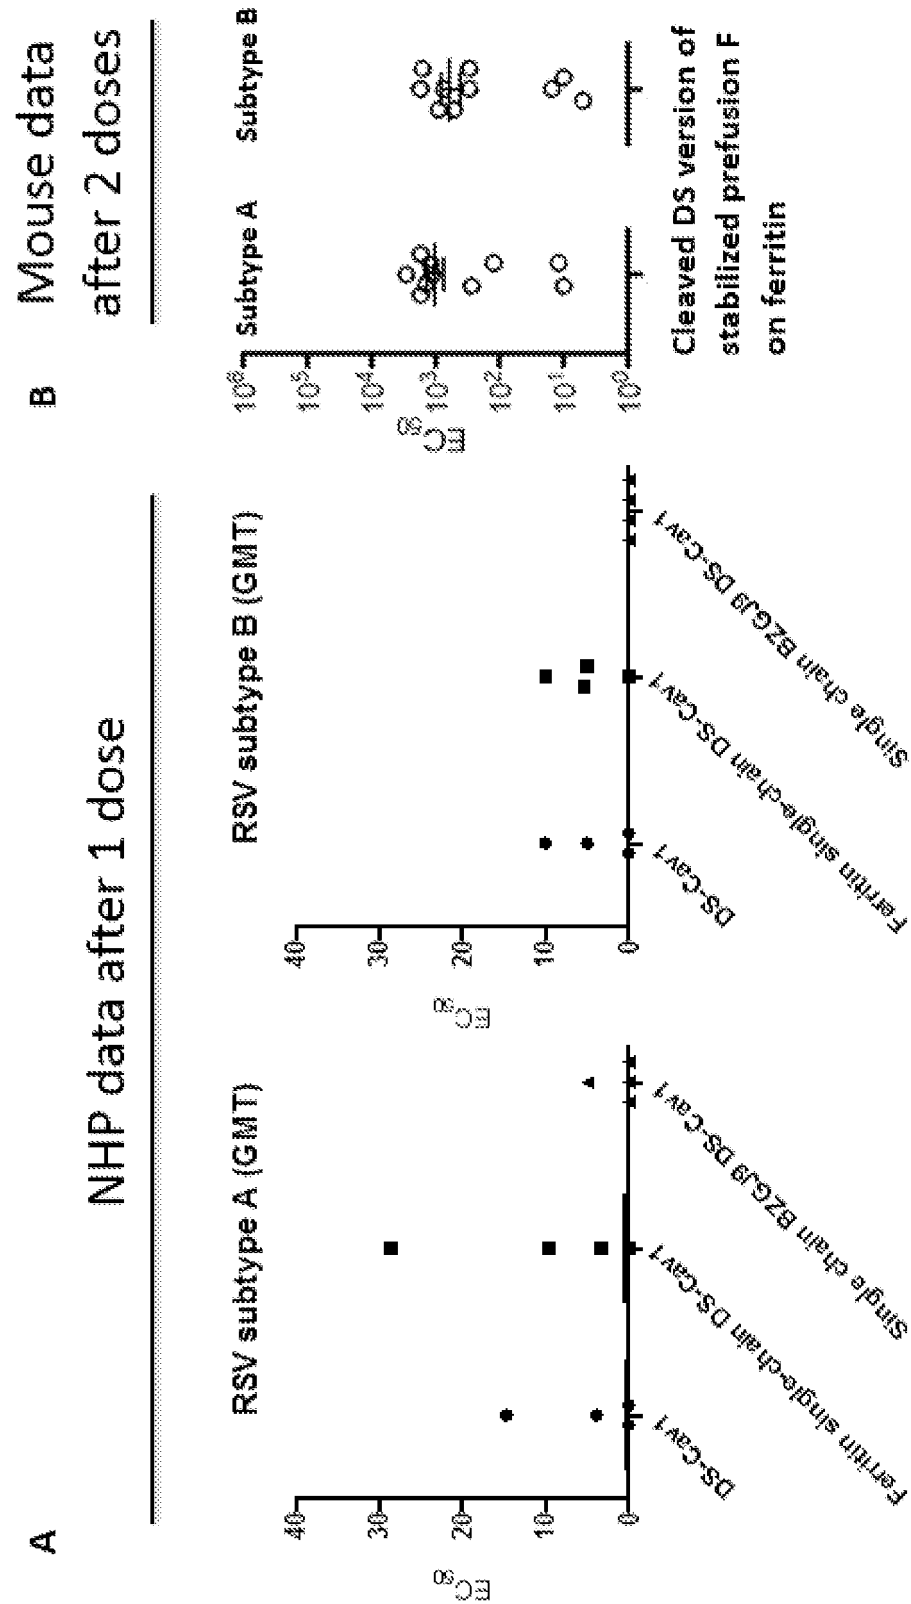 A
NHP data after 1 dose
RSV subtype A (GMT)
EC50
40
30
20
10
0
DS-Cav1
Ferritin single-chain DS-Cav1
Single chain BZGJ9 DS-Cav1
RSV subtype B (GMT)
EC50
40
30
20
10
0
DS-Cav1
Ferritin single-chain DS-Cav1
Single chain BZGJ9 DS-Cav1
B
Mouse data
after 2 doses
Subtype A
Subtype B
EC50
10^6
10^5
10^4
10^3
10^2
10^1
10^0
Cleaved DS version of
stabilized prefusion F
on ferritin